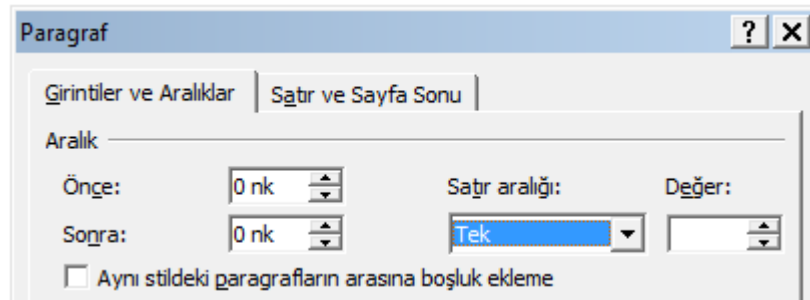 Paragraf
Girintiler ve Aralıklar Satır ve Sayfa Sonu
Aralık
Önce: 0 nk Satır aralığı: Değer:
Sonra: 0 nk Tek
Aynı stildeki paragrafların arasına boşluk ekleme